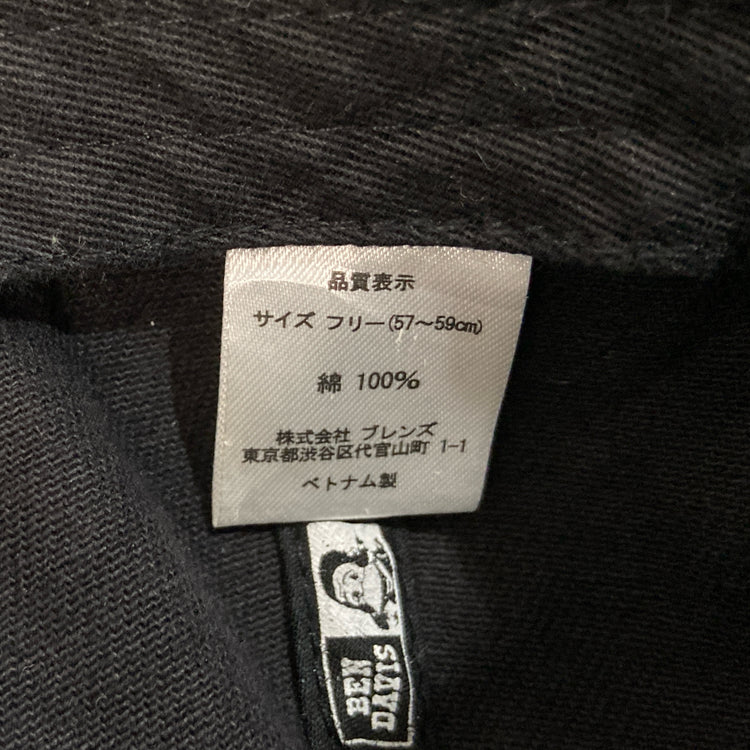 品質表示
サイズ フリー(57～59cm)
綿 100%
株式会社 ブレンズ
東京都渋谷区代官山町 1-1
ベトナム製
BEN
DAVIS